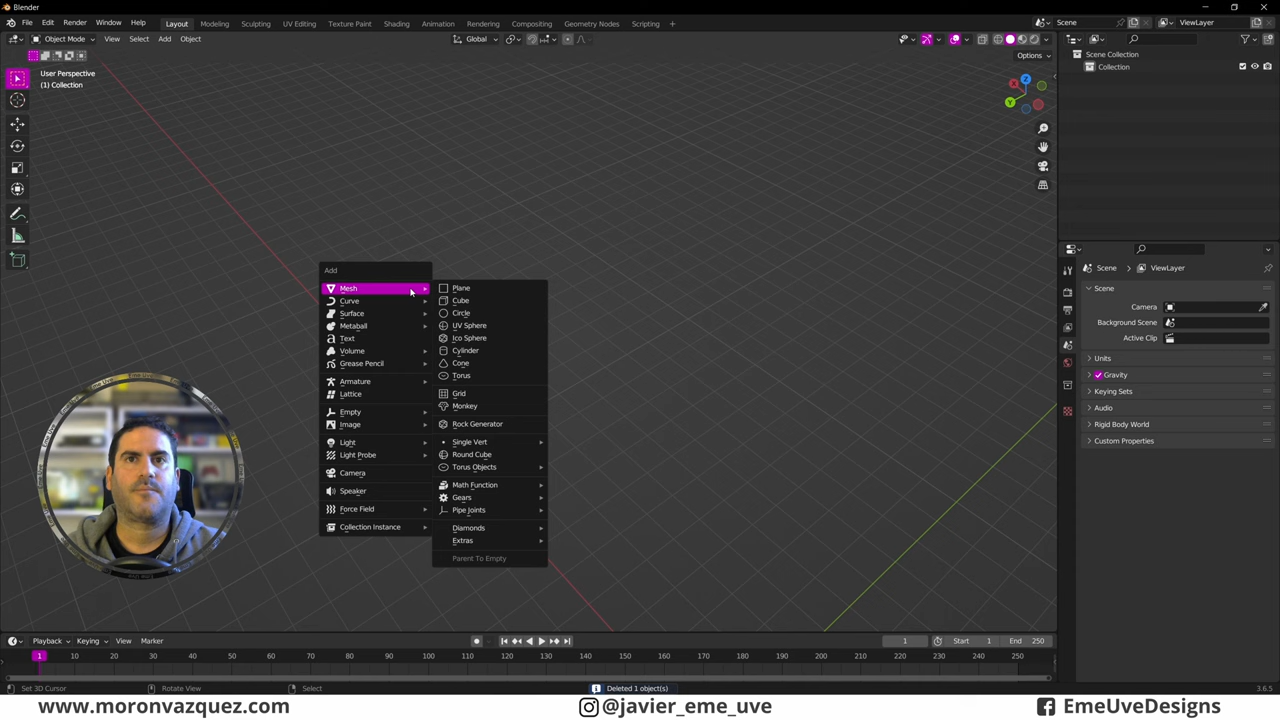 Blender
File Edit Render Window Help Layout Modeling Sculpting UV Editing Texture Paint Shading Animation Rendering Compositing Geometry Nodes Scripting + Scene ViewLayer
Object Mode View Select Add Object Global
Options
User Perspective
(1) Collection
Scene Collection
Collection
X
Y
Z
Add
Mesh
Curve
Surface
Metaball
Text
Volume
Grease Pencil
Armature
Lattice
Empty
Image
Light
Light Probe
Camera
Speaker
Force Field
Collection Instance
Plane
Cube
Circle
UV Sphere
Ico Sphere
Cylinder
Cone
Torus
Grid
Monkey
Rock Generator
Single Vert
Round Cube
Torus Objects
Math Function
Gears
Pipe Joints
Diamonds
Extras
Parent To Empty
Scene ViewLayer
Scene
Camera
Background Scene
Active Clip
Units
Gravity
Keying Sets
Audio
Rigid Body World
Custom Properties
Playback Keying View Marker 1 Start 1 End 250
1 10 20 30 40 50 60 70 80 90 100 110 120 130 140 150 160 170 180 190 200 210 220 230 240 250
Set 3D Cursor Rotate View Select Deleted 1 object(s) 3.6.5
www.moronvazquez.com @javier_eme_uve EmeUveDesigns